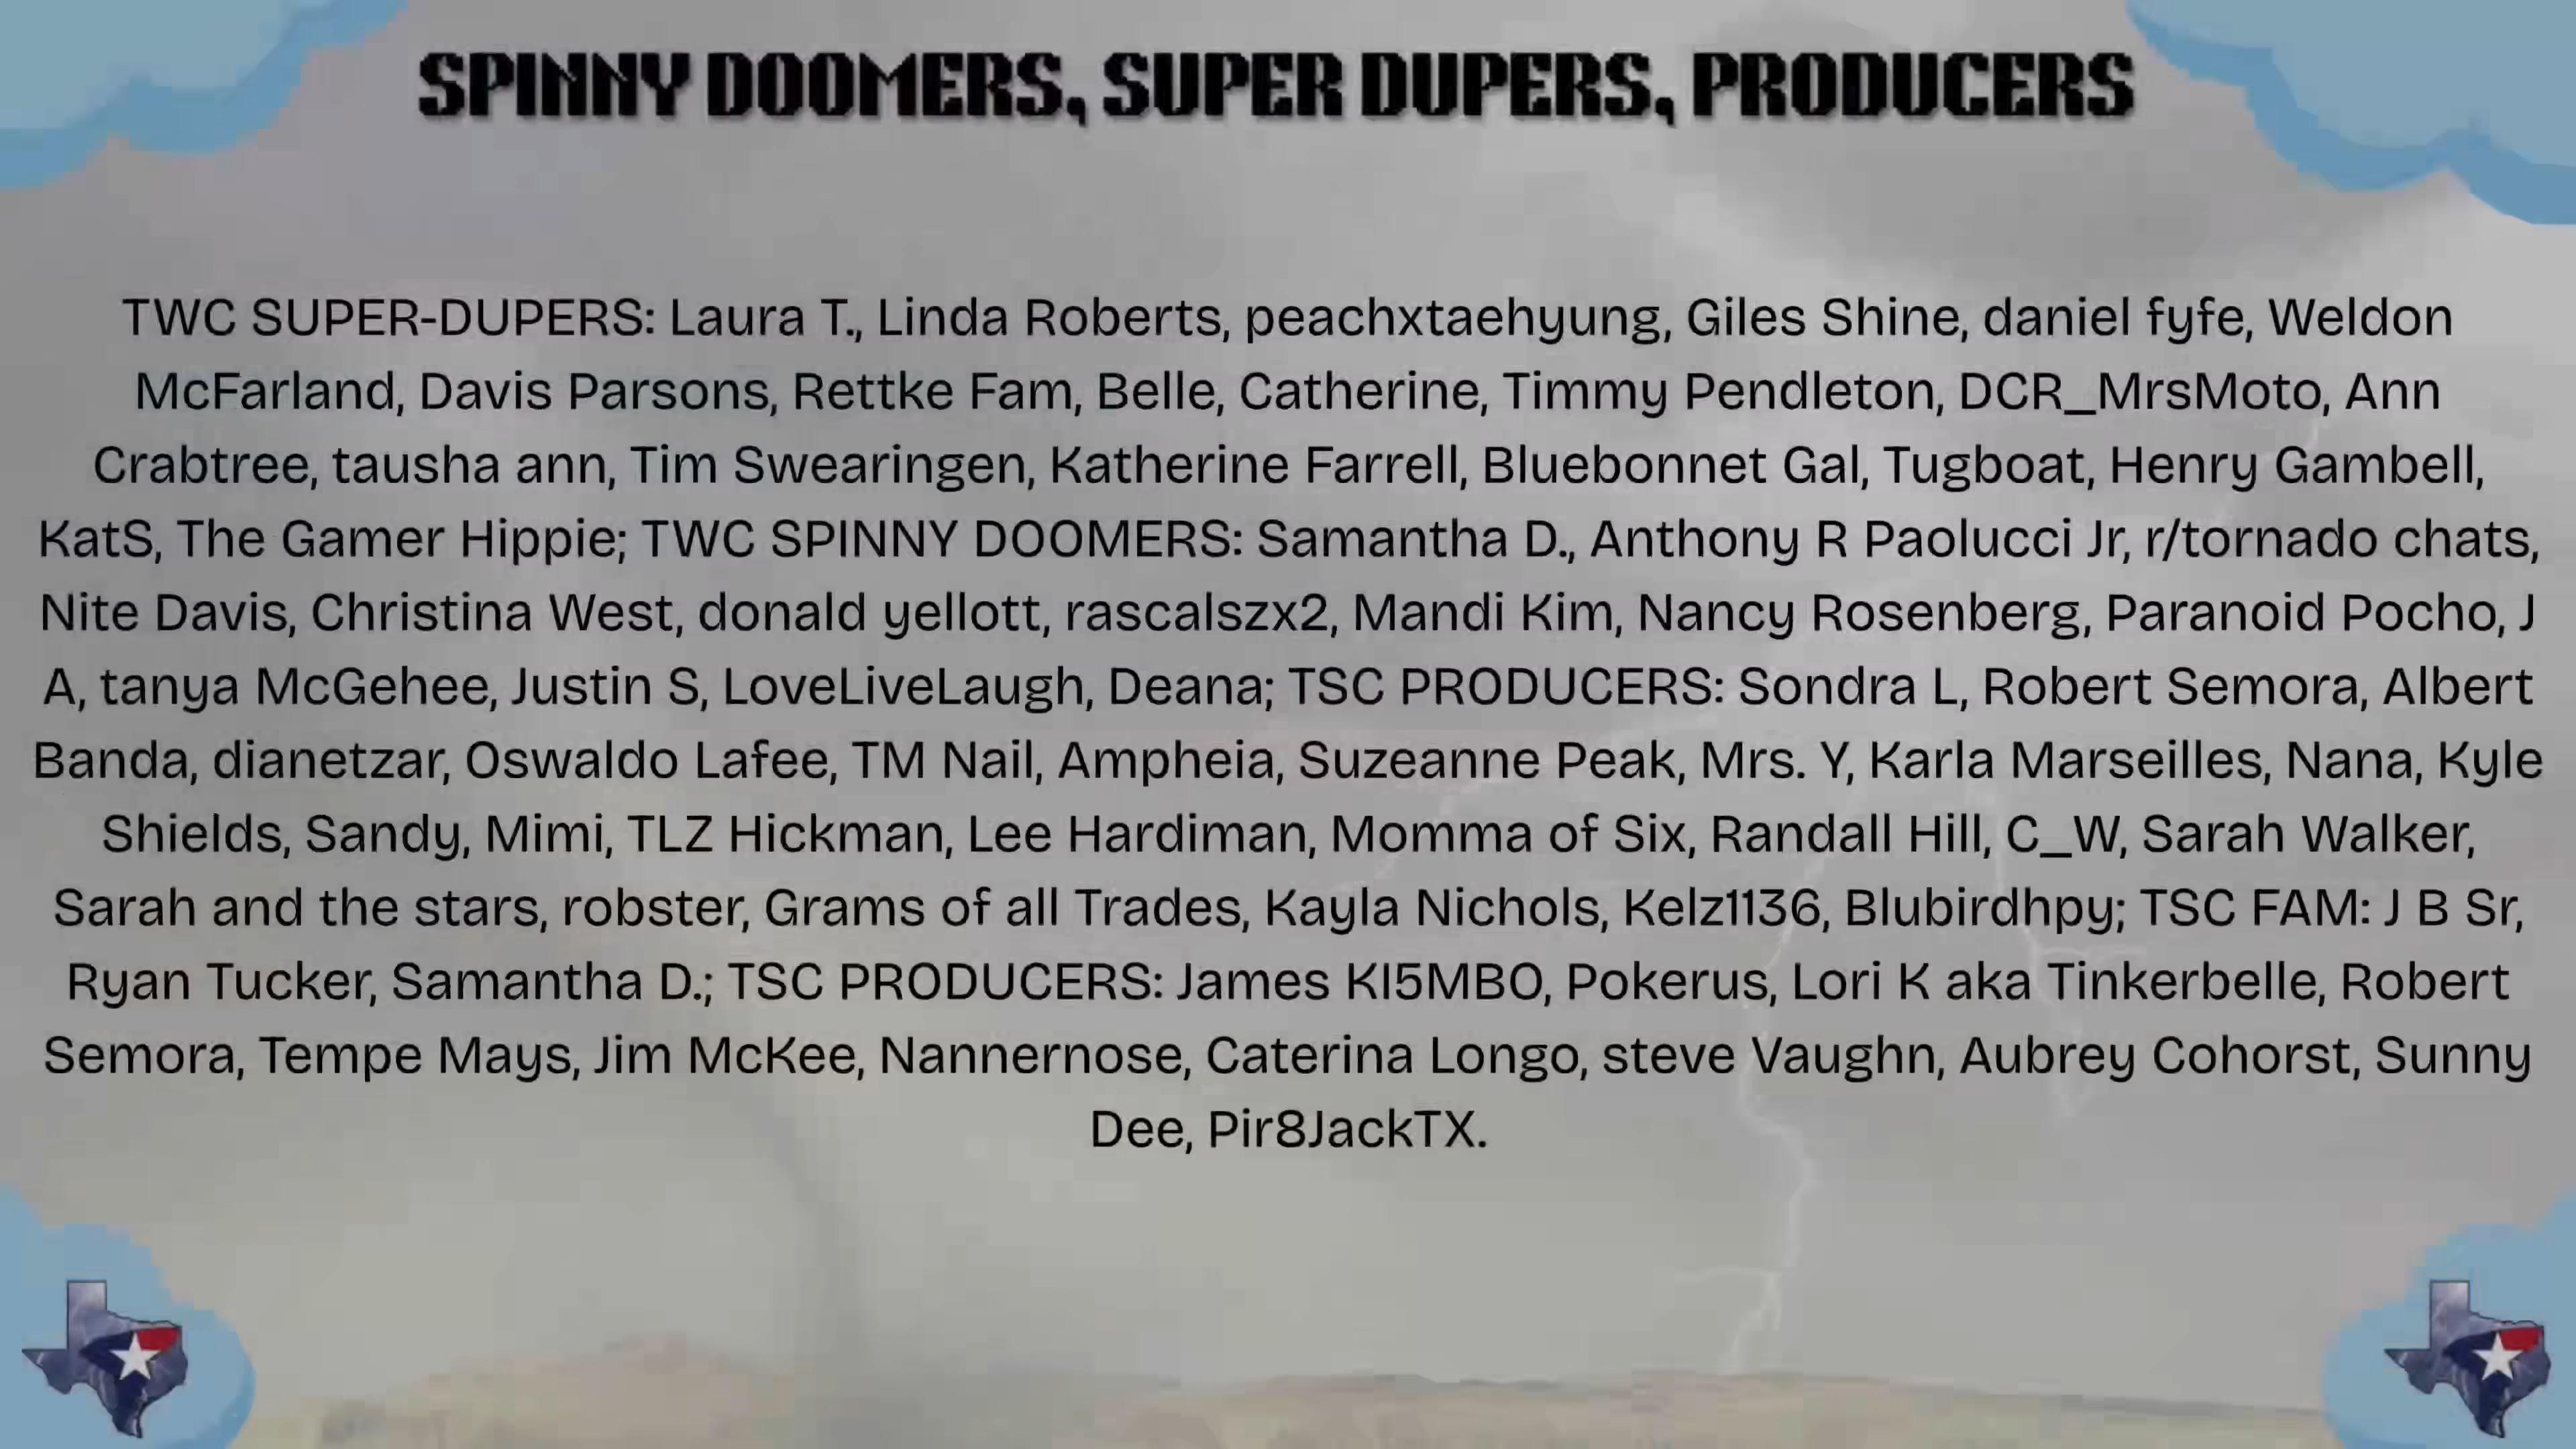 SPINNY DOOMERS, SUPER DUPERS, PRODUCERS
TWC SUPER-DUPERS: Laura T., Linda Roberts, peachxtaehyung, Giles Shine, daniel fyfe, Weldon
McFarland, Davis Parsons, Rettke Fam, Belle, Catherine, Timmy Pendleton, DCR_MrsMoto, Ann
Crabtree, tausha ann, Tim Swearingen, Katherine Farrell, Bluebonnet Gal, Tugboat, Henry Gambell,
KatS, The Gamer Hippie; TWC SPINNY DOOMERS: Samantha D., Anthony R Paolucci Jr, r/tornado chats,
Nite Davis, Christina West, donald yellott, rascalszx2, Mandi Kim, Nancy Rosenberg, Paranoid Pocho, J
A, tanya McGehee, Justin S, LoveLiveLaugh, Deana; TSC PRODUCERS: Sondra L, Robert Semora, Albert
Banda, dianetzar, Oswaldo Lafee, TM Nail, Ampheia, Suzeanne Peak, Mrs. Y, Karla Marseilles, Nana, Kyle
Shields, Sandy, Mimi, TLZ Hickman, Lee Hardiman, Momma of Six, Randall Hill, C_W, Sarah Walker,
Sarah and the stars, robster, Grams of all Trades, Kayla Nichols, Kelz1136, Blubirdhpy; TSC FAM: J B Sr,
Ryan Tucker, Samantha D.; TSC PRODUCERS: James KI5MBO, Pokerus, Lori K aka Tinkerbelle, Robert
Semora, Tempe Mays, Jim McKee, Nannernose, Caterina Longo, steve Vaughn, Aubrey Cohorst, Sunny
Dee, Pir8JackTX.